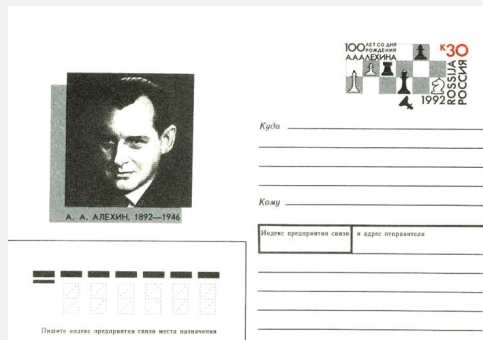 100 ЛЕТ СО ДНЯ
РОЖДЕНИЯ
А.А.АЛЕХИНА
к30
ROSSIJA
РОССИЯ
1992
А. А. АЛЕХИН. 1892—1946
Куда
Кому
Индекс предприятия связи и адрес отправителя
Пишите индекс предприятия связи места назначения